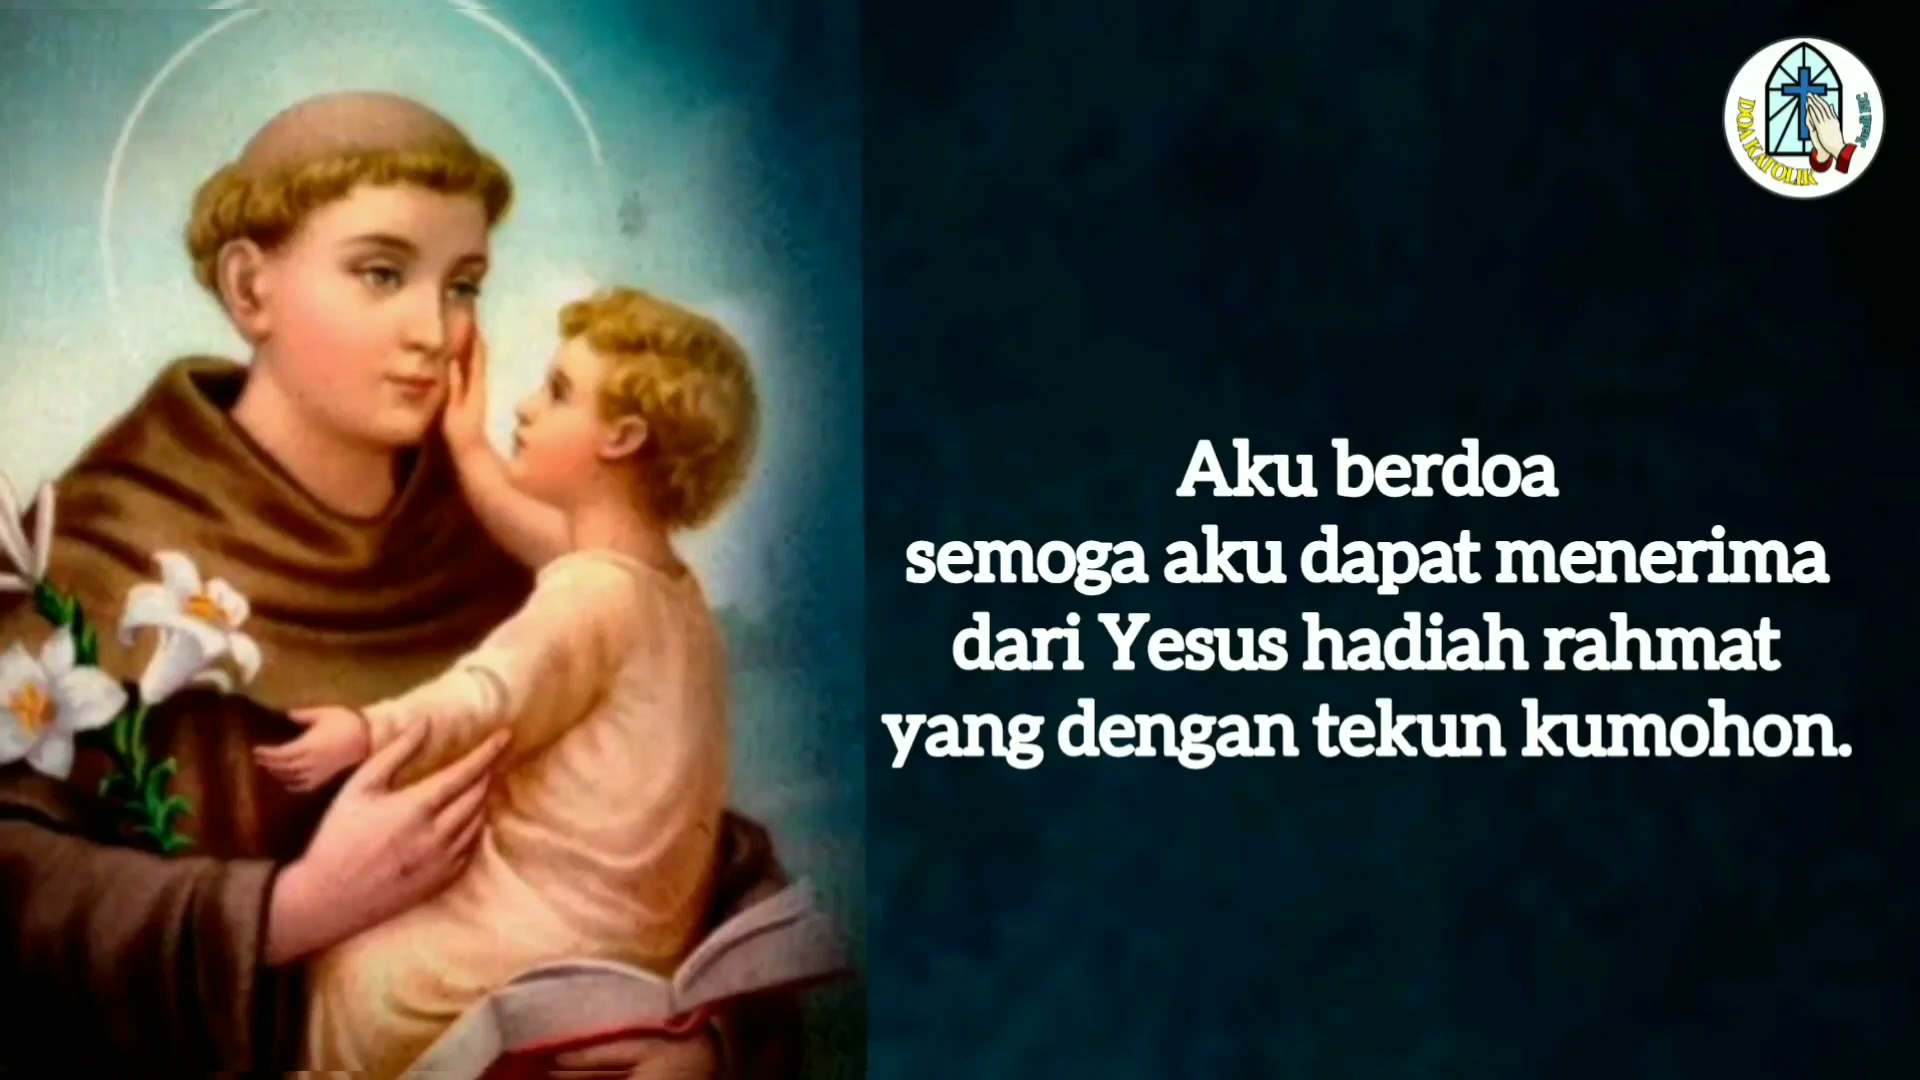 Aku berdoa
semoga aku dapat menerima
dari Yesus hadiah rahmat
yang dengan tekun kumohon.
DOA KATOLIK